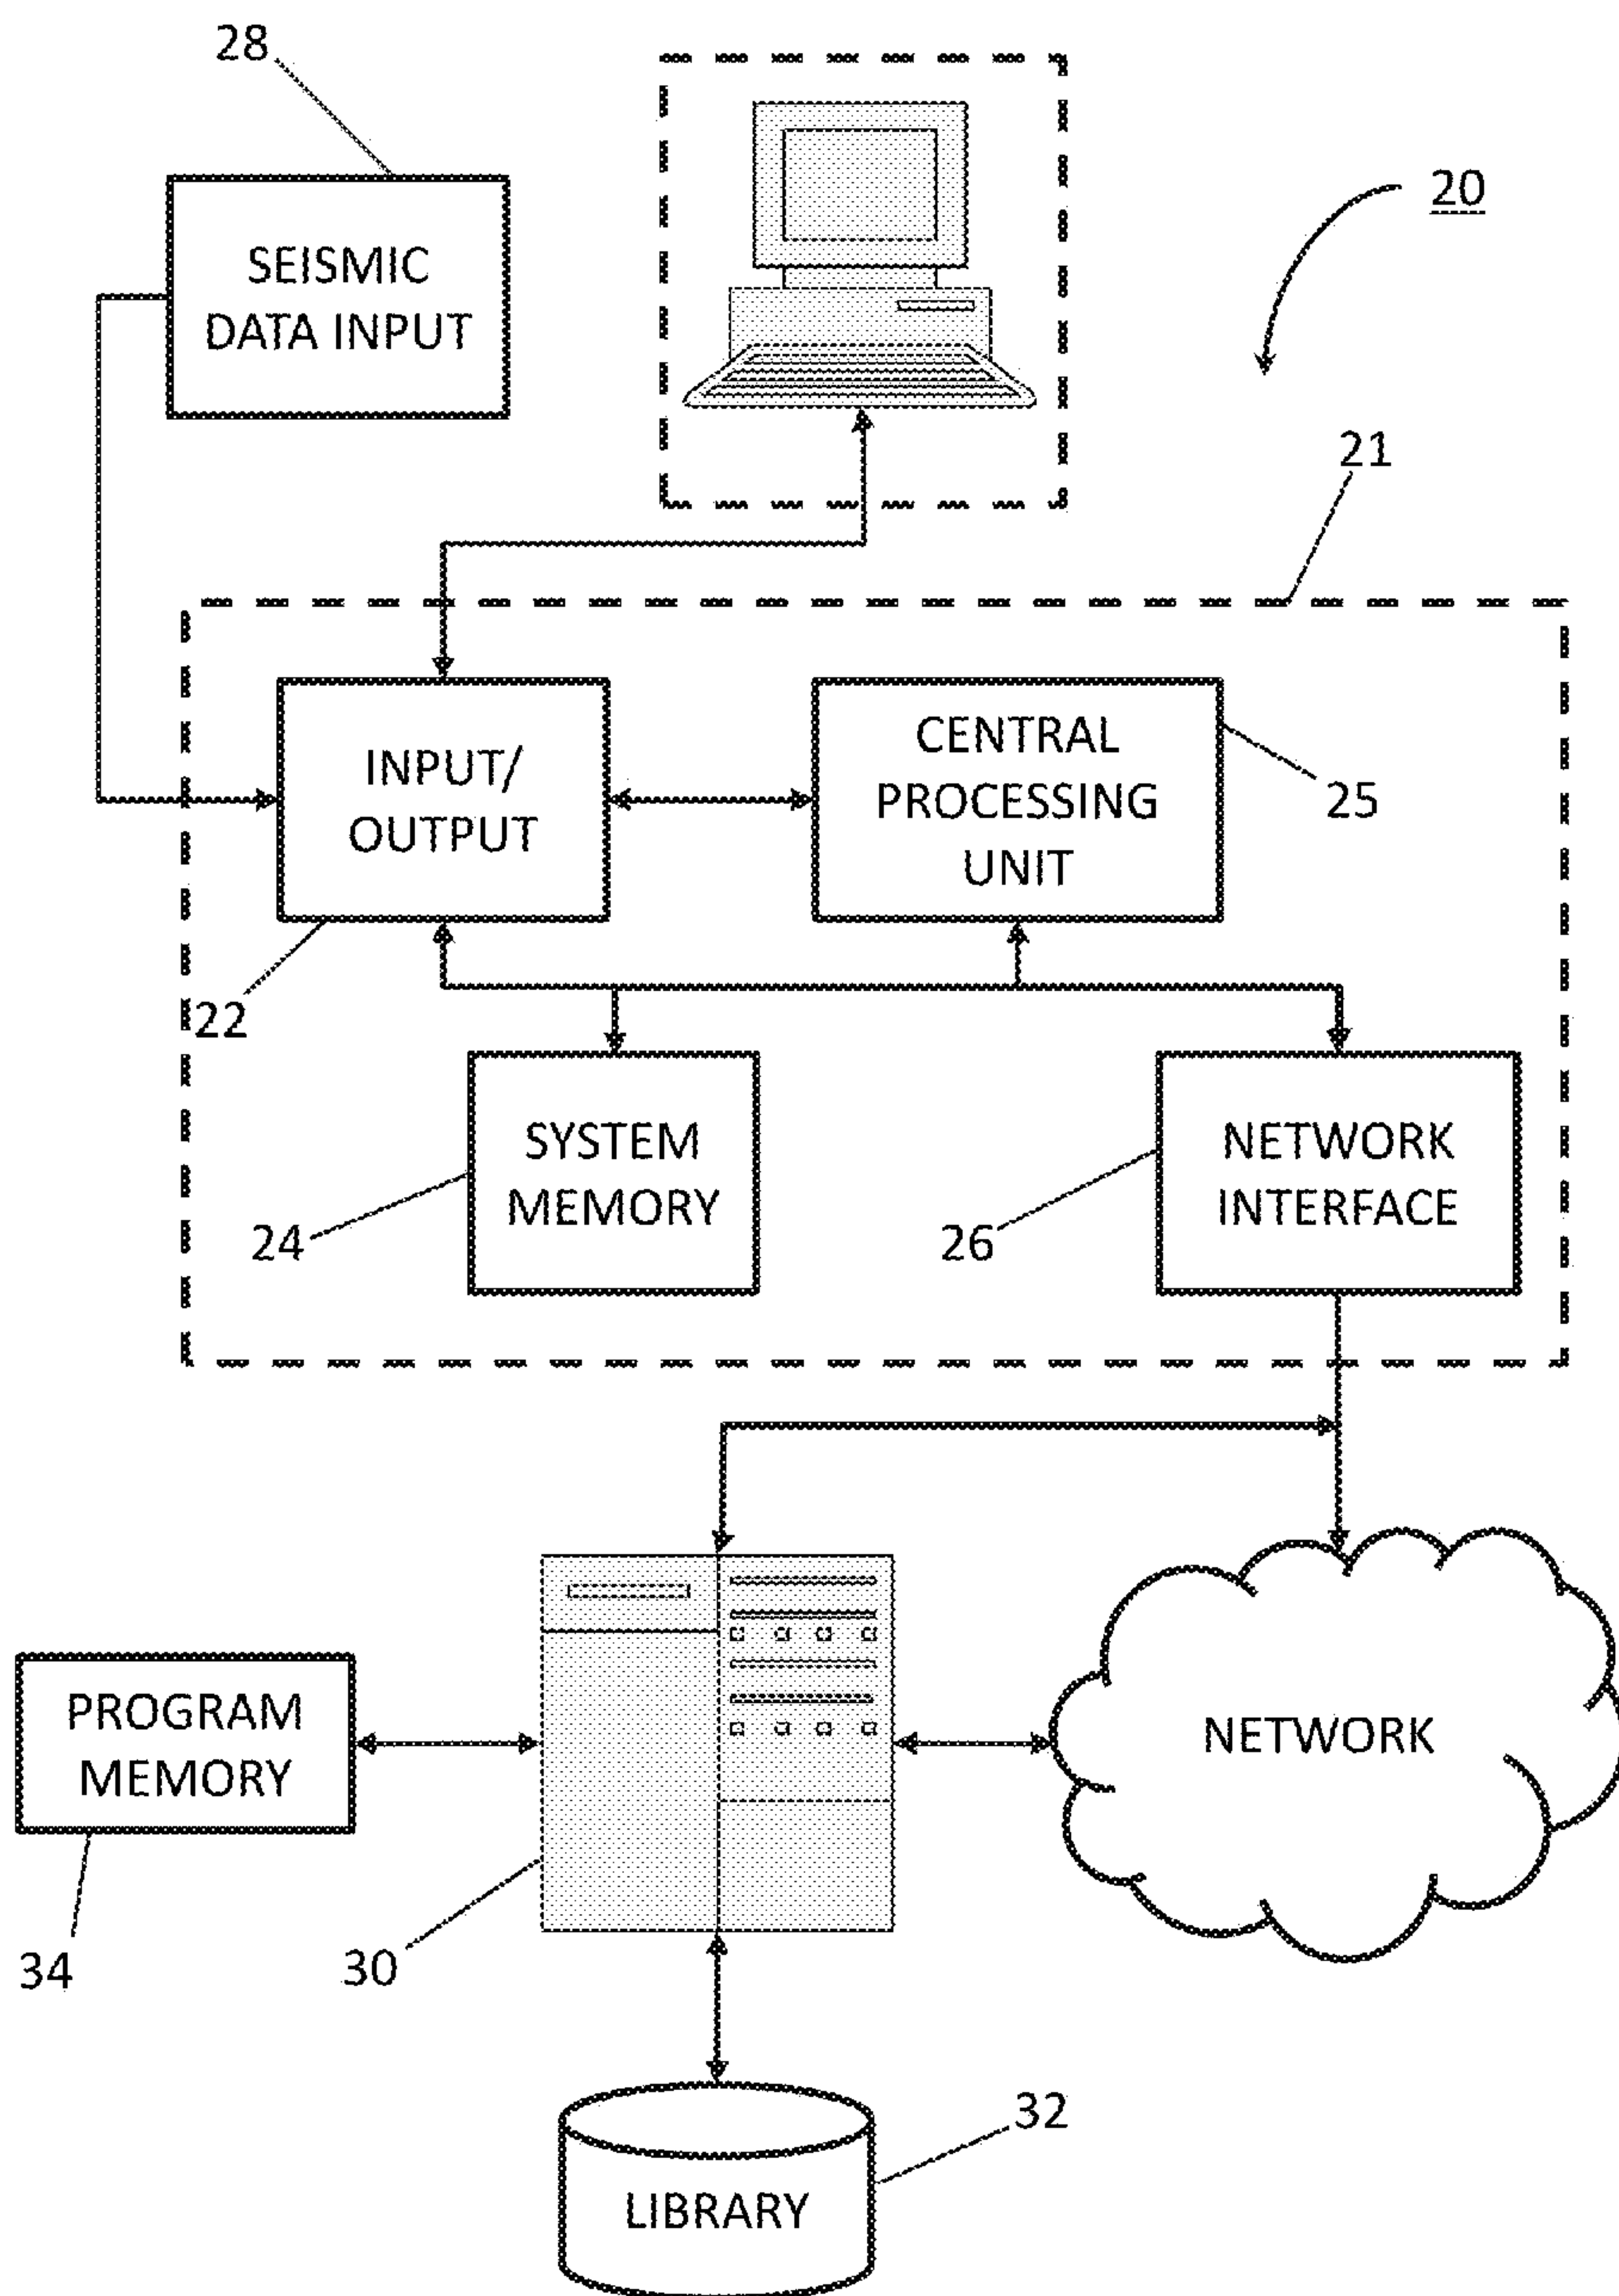 28
20
SEISMIC
DATA INPUT
21
INPUT/
OUTPUT
CENTRAL
PROCESSING
UNIT
25
22
SYSTEM
MEMORY
NETWORK
INTERFACE
24
26
PROGRAM
MEMORY
NETWORK
34
30
32
LIBRARY